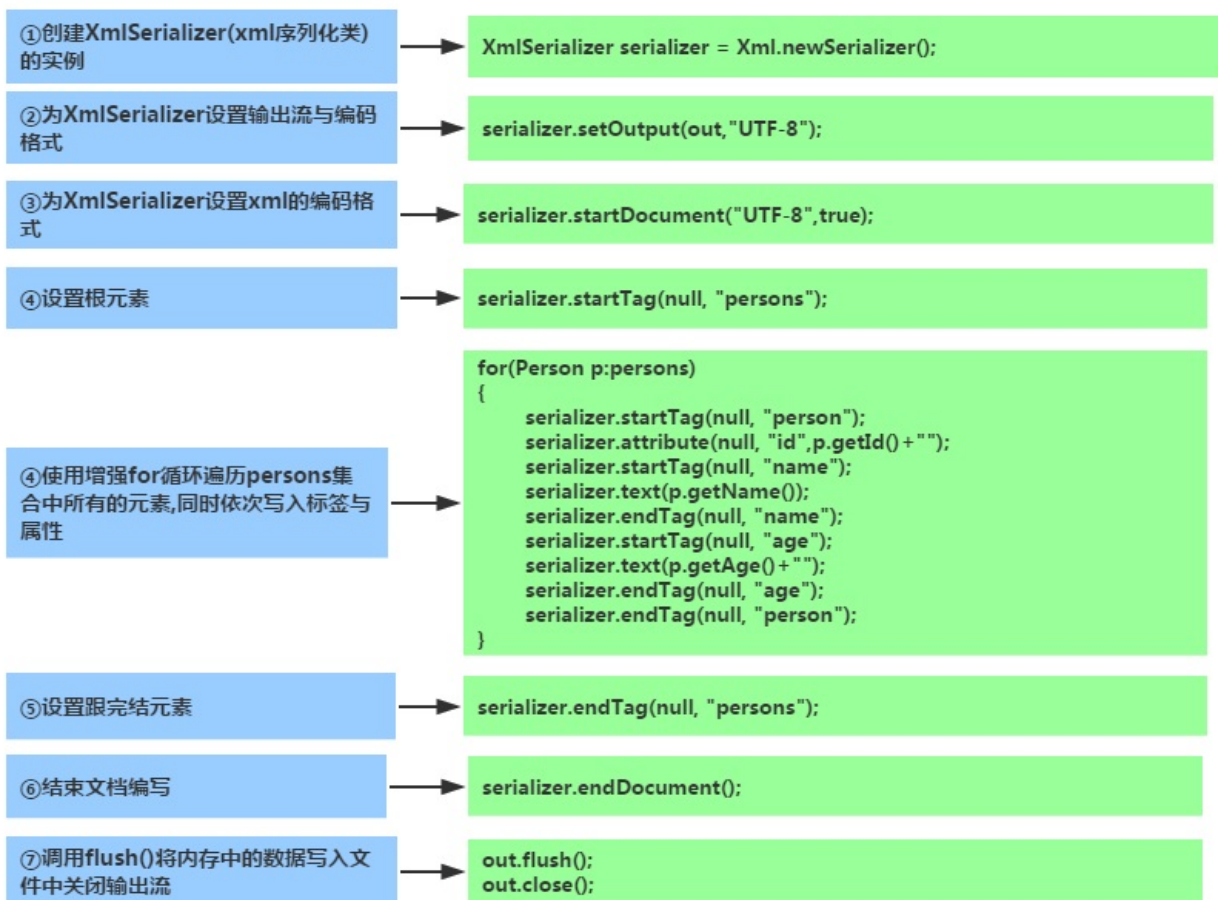 ①创建XmlSerializer(xml序列化类)
的实例
XmlSerializer serializer = Xml.newSerializer();
②为XmlSerializer设置输出流与编码
格式
serializer.setOutput(out,"UTF-8");
③为XmlSerializer设置xml的编码格
式
serializer.startDocument("UTF-8",true);
④设置根元素
serializer.startTag(null, "persons");
④使用增强for循环遍历persons集
合中所有的元素,同时依次写入标签与
属性
for(Person p:persons)
{
serializer.startTag(null, "person");
serializer.attribute(null, "id",p.getId()+"");
serializer.startTag(null, "name");
serializer.text(p.getName());
serializer.endTag(null, "name");
serializer.startTag(null, "age");
serializer.text(p.getAge()+"");
serializer.endTag(null, "age");
serializer.endTag(null, "person");
}
⑤设置跟完结元素
serializer.endTag(null, "persons");
⑥结束文档编写
serializer.endDocument();
⑦调用flush()将内存中的数据写入文
件中关闭输出流
out.flush();
out.close();